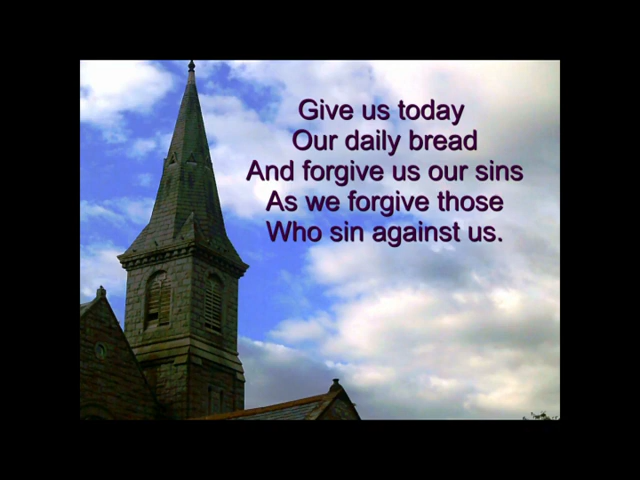 Give us today
Our daily bread
And forgive us our sins
As we forgive those
Who sin against us.